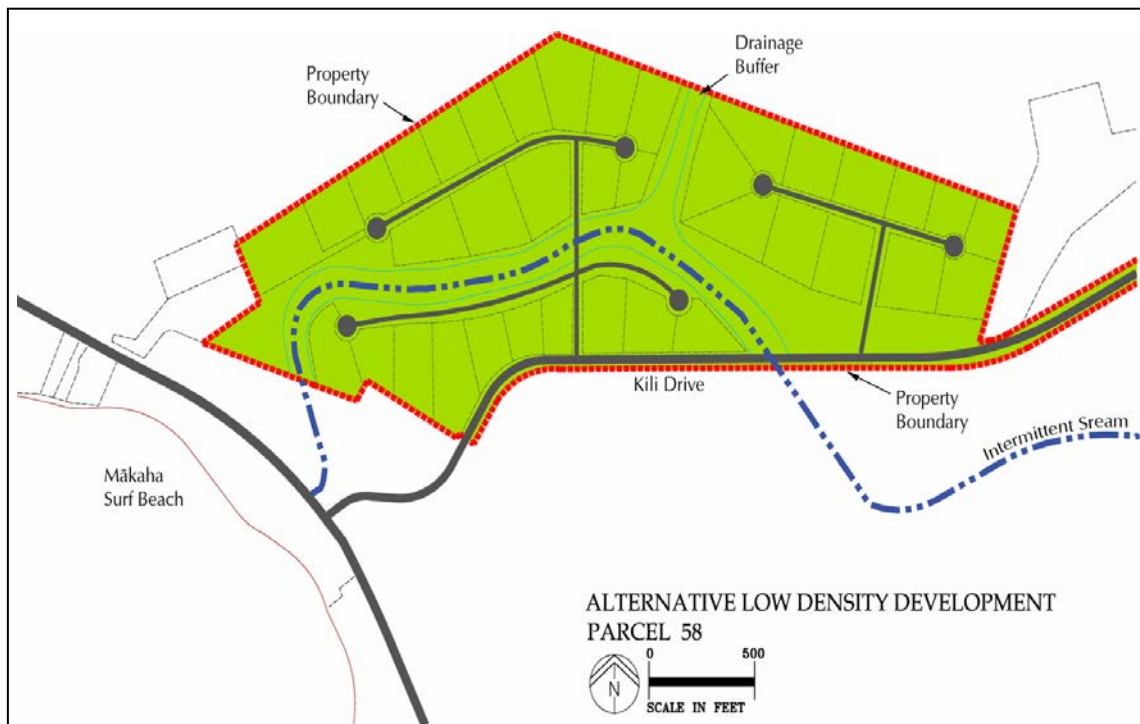 Drainage
Buffer
Property
Boundary
Kili Drive
Property
Boundary
Intermittent Sream
Mākaha
Surf Beach
ALTERNATIVE LOW DENSITY DEVELOPMENT
PARCEL 58
0 500
N
SCALE IN FEET